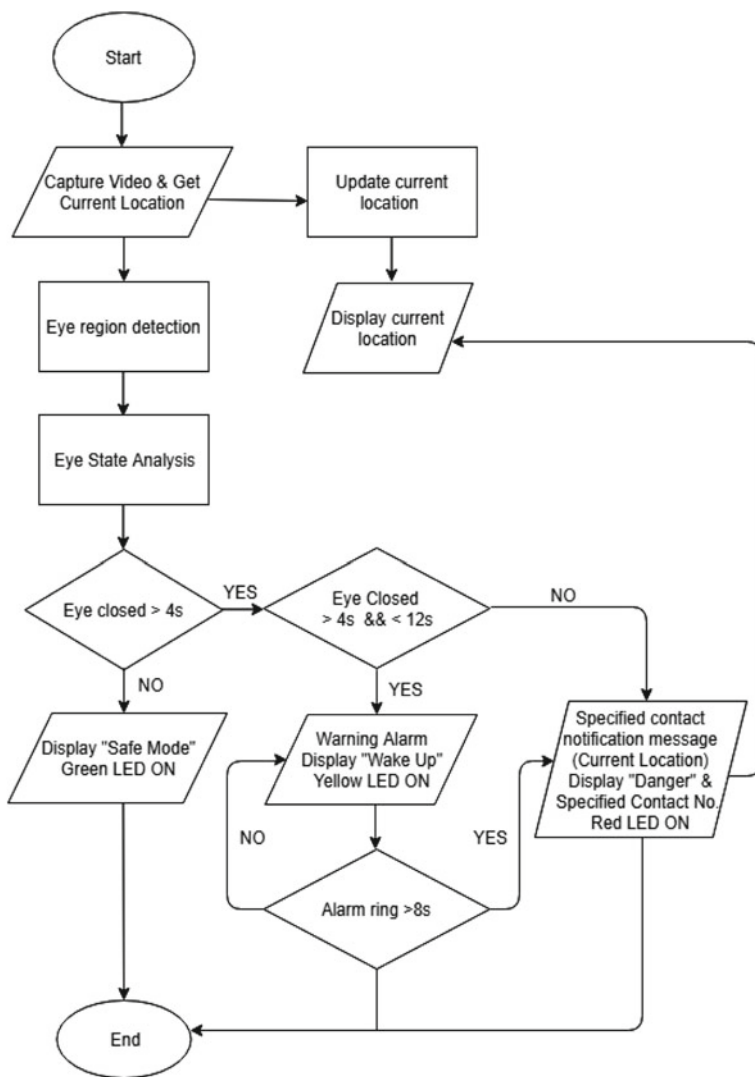 Start
Capture Video & Get
Current Location
Update current
location
Eye region detection
Display current
location
Eye State Analysis
Eye closed > 4s
YES
Eye Closed
> 4s && < 12s
NO
NO
YES
Display "Safe Mode"
Green LED ON
Warning Alarm
Display "Wake Up"
Yellow LED ON
Specified contact
notification message
(Current Location)
Display "Danger" &
Specified Contact No.
Red LED ON
NO
YES
Alarm ring >8s
End